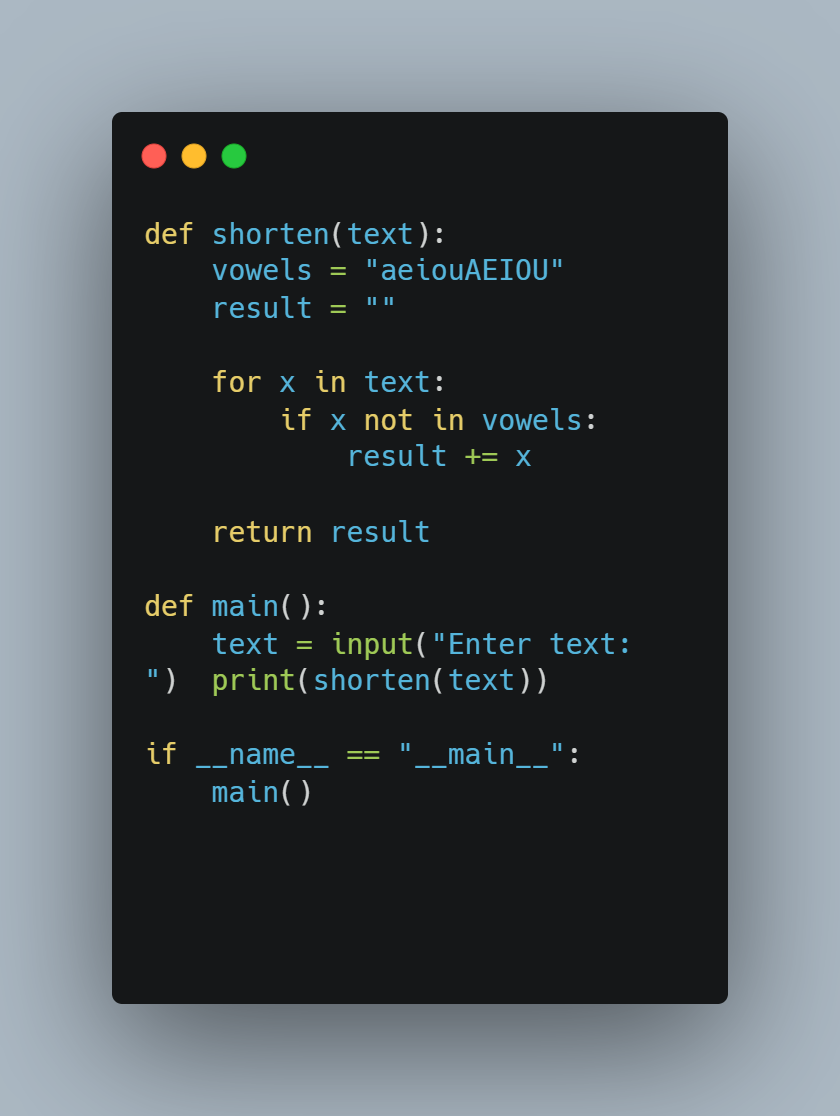 def shorten(text):
    vowels = "aeiouAEIOU"
    result = ""

    for x in text:
        if x not in vowels:
            result += x

    return result

def main():
    text = input("Enter text:
")  print(shorten(text))

if __name__ == "__main__":
    main()